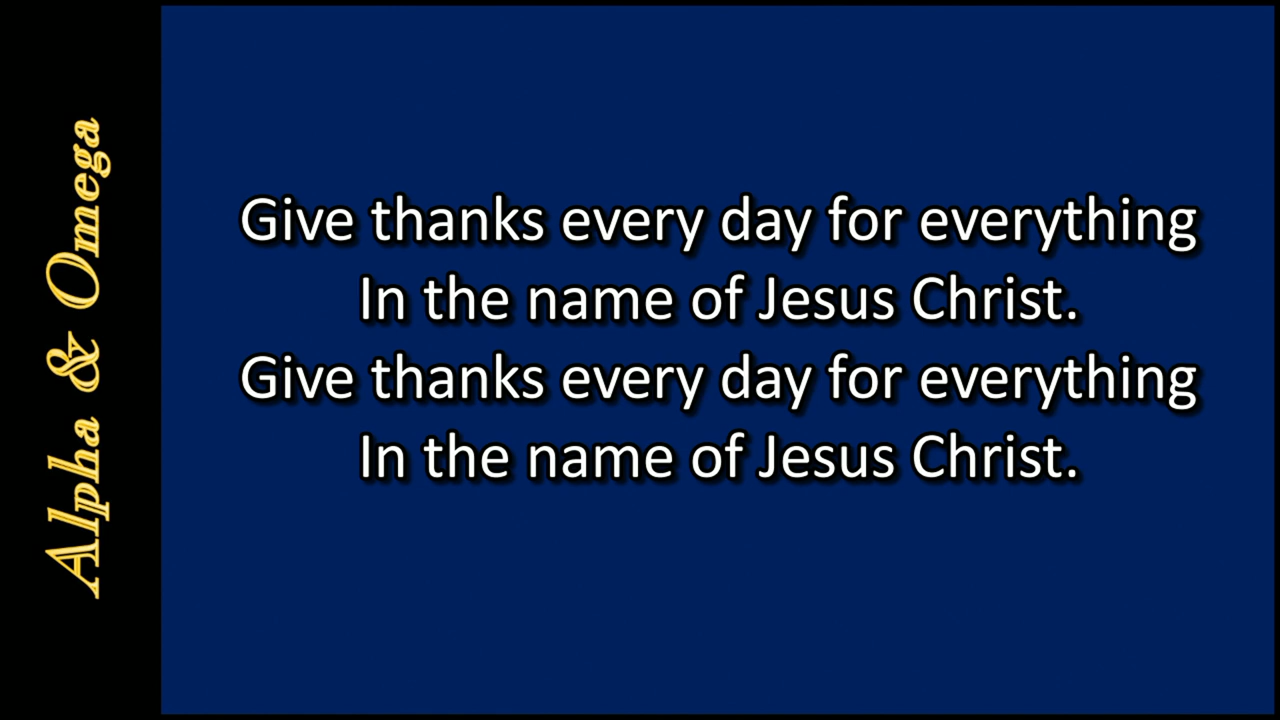 Alpha & Omega
Give thanks every day for everything
In the name of Jesus Christ.
Give thanks every day for everything
In the name of Jesus Christ.